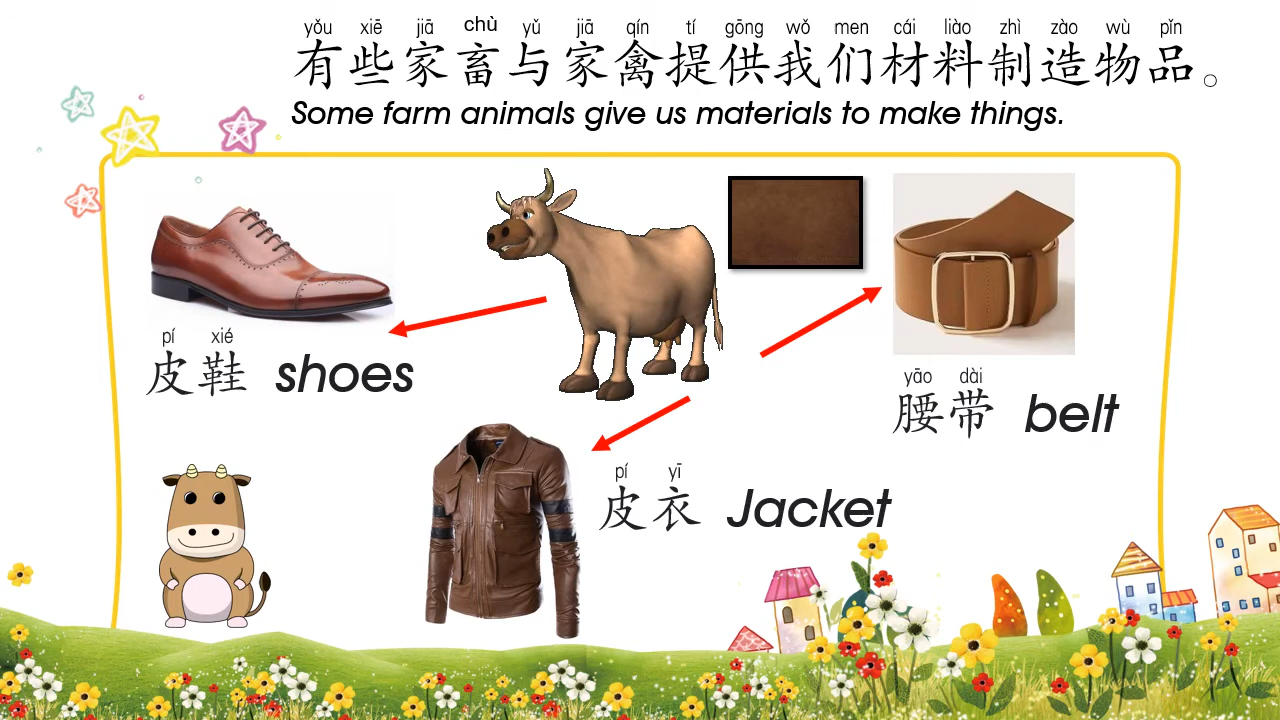 yǒu xiē jiā chù yǔ jiā qín tí gōng wǒ men cái liào zhì zào wù pǐn
有些家畜与家禽提供我们材料制造物品。
Some farm animals give us materials to make things.
pí xié
皮鞋 shoes
yāo dài
腰带 belt
pí yī
皮衣 Jacket